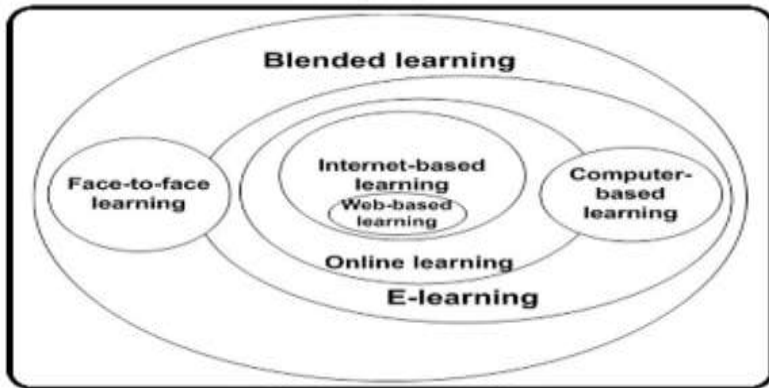 Blended learning
Face-to-face
learning
Internet-based
learning
Web-based
learning
Computer-
based
learning
Online learning
E-learning